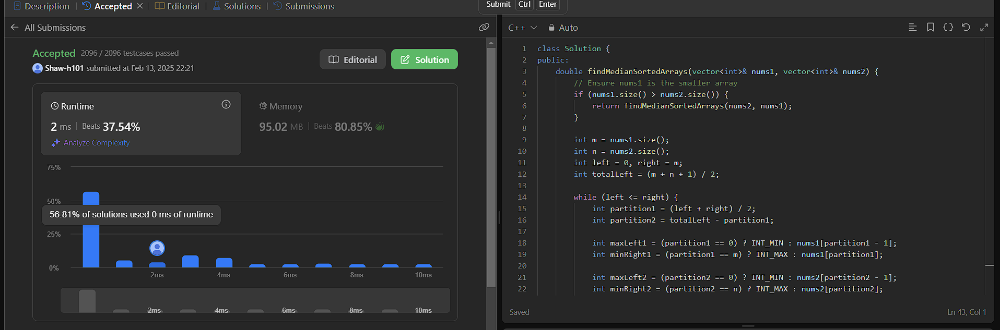 Description Accepted Editorial Solutions Submissions
Submit Ctrl Enter
All Submissions
Accepted 2096 / 2096 testcases passed
Shaw-h101 submitted at Feb 13, 2025 22:21
Editorial
Solution
Runtime
2 ms Beats 37.54%
Analyze Complexity
Memory
95.02 MB Beats 80.85%
75%
50%
56.81% of solutions used 0 ms of runtime
25%
0%
2ms 4ms 6ms 8ms 10ms
2ms 4ms 6ms 8ms 10ms
C++ Auto
1 class Solution {
2 public:
3 double findMedianSortedArrays(vector<int>& nums1, vector<int>& nums2) {
4 // Ensure nums1 is the smaller array
5 if (nums1.size() > nums2.size()) {
6 return findMedianSortedArrays(nums2, nums1);
7 }
8
9 int m = nums1.size();
10 int n = nums2.size();
11 int left = 0, right = m;
12 int totalLeft = (m + n + 1) / 2;
13
14 while (left <= right) {
15 int partition1 = (left + right) / 2;
16 int partition2 = totalLeft - partition1;
17
18 int maxLeft1 = (partition1 == 0) ? INT_MIN : nums1[partition1 - 1];
19 int minRight1 = (partition1 == m) ? INT_MAX : nums1[partition1];
20
21 int maxLeft2 = (partition2 == 0) ? INT_MIN : nums2[partition2 - 1];
22 int minRight2 = (partition2 == n) ? INT_MAX : nums2[partition2];
Saved Ln 43, Col 1